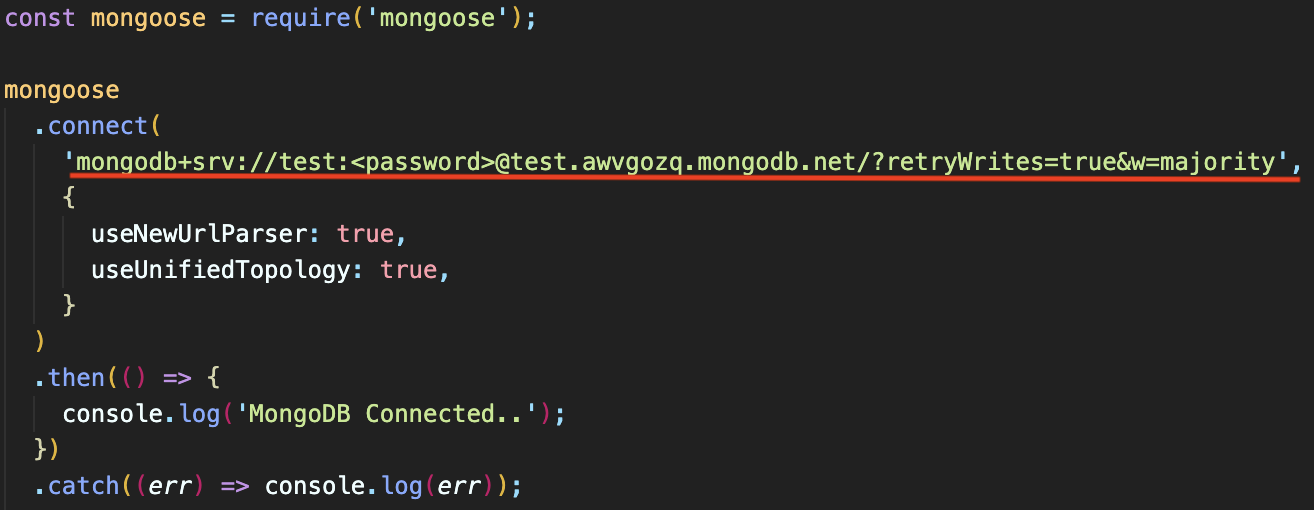 const mongoose = require('mongoose');
mongoose
.connect(
'mongodb+srv://test:<password>@test.awvgozq.mongodb.net/?retryWrites=true&w=majority',
{
useNewUrlParser: true,
useUnifiedTopology: true,
}
)
.then(() => {
console.log('MongoDB Connected..');
})
.catch((err) => console.log(err));